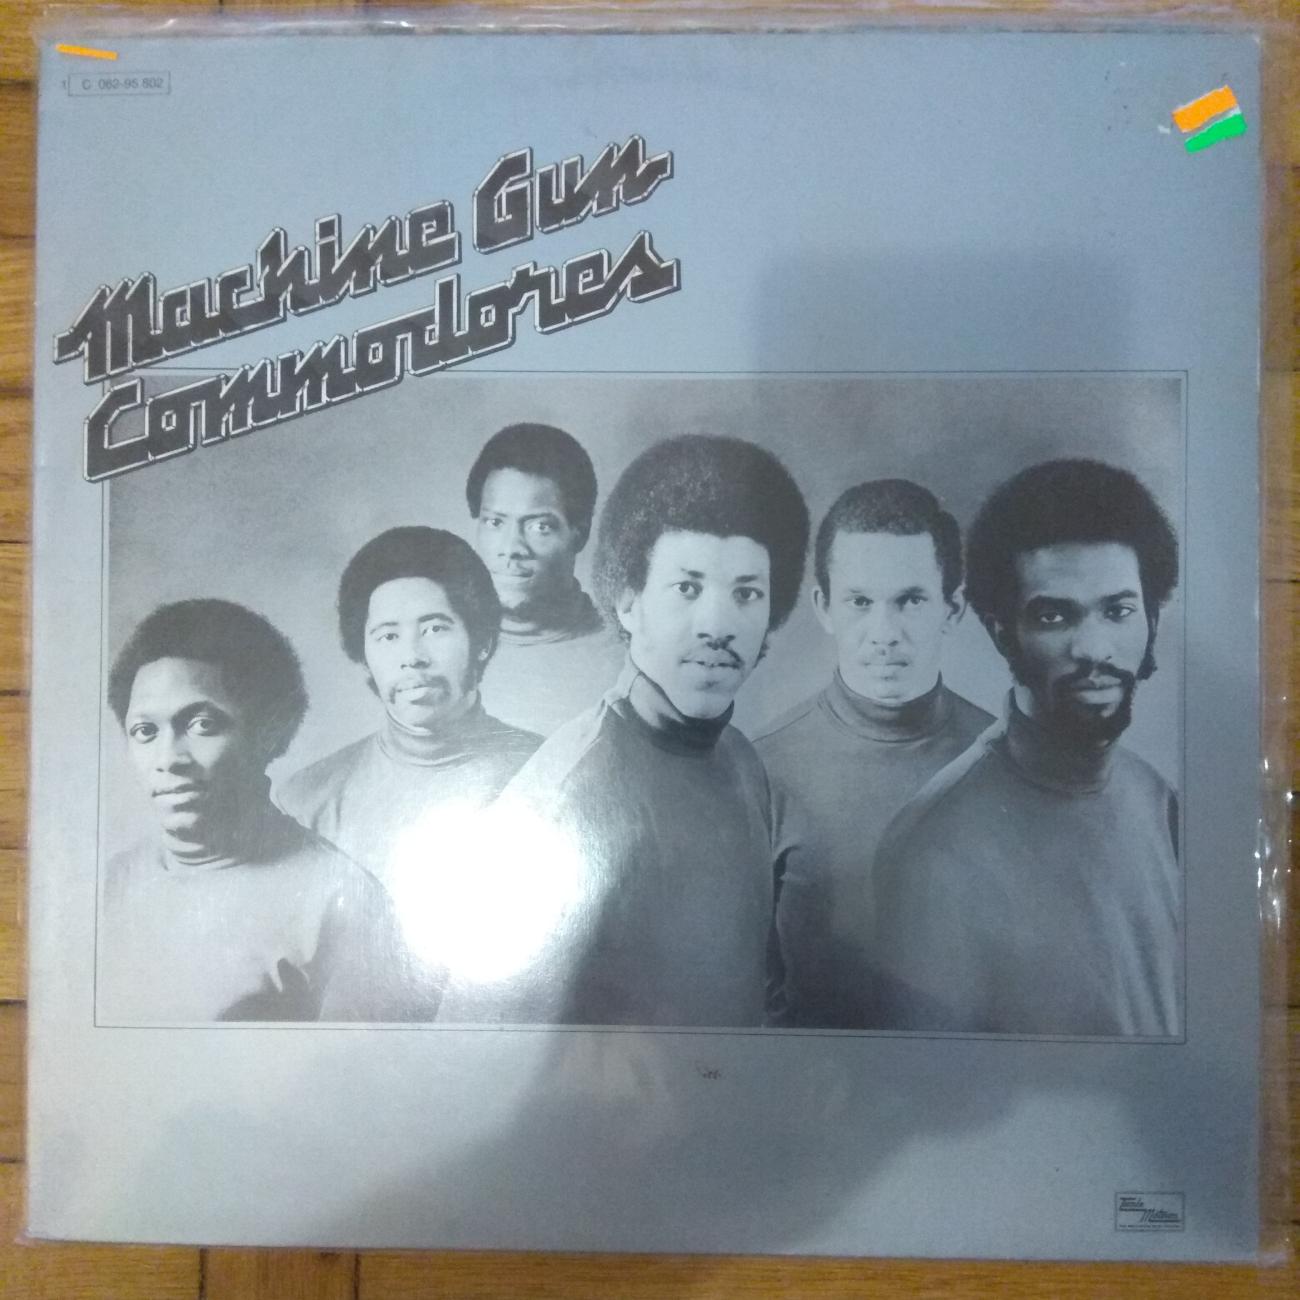 1 C 062-95 802
Machine Gun
Commodores
Tamla
Motown